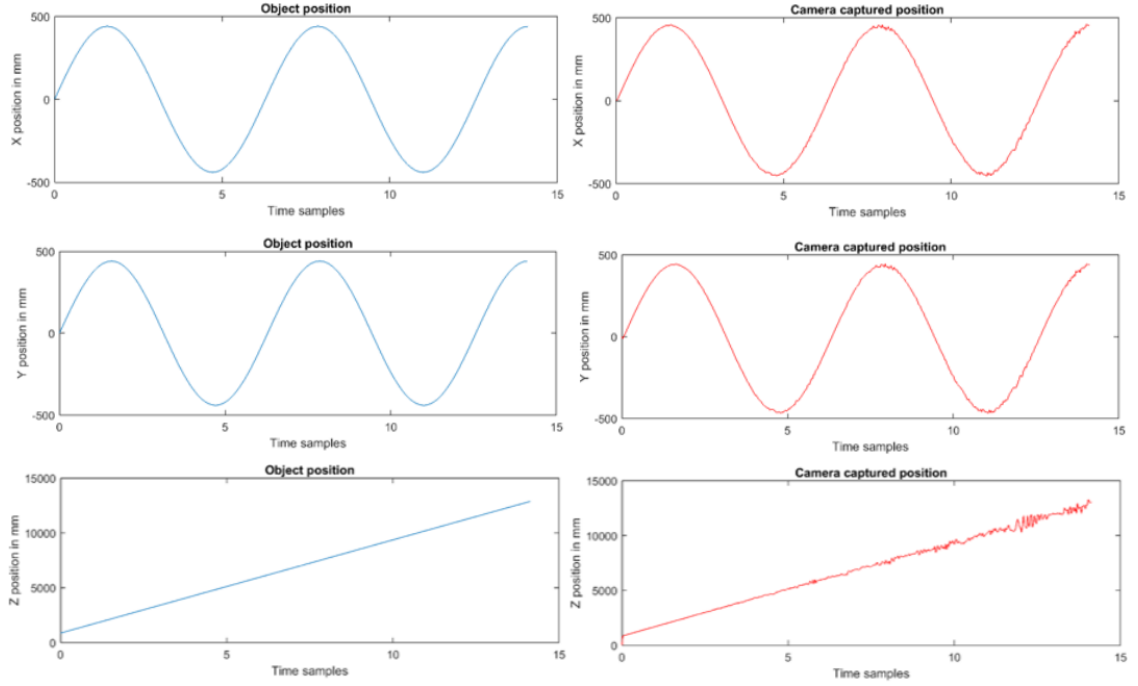 Object position
500
0
-500
X position in mm
0 5 10 15
Time samples
Camera captured position
500
0
-500
X position in mm
0 5 10 15
Time samples
Object position
500
0
-500
Y position in mm
0 5 10 15
Time samples
Camera captured position
500
0
-500
Y position in mm
0 5 10 15
Time samples
Object position
15000
10000
5000
0
Z position in mm
0 5 10 15
Time samples
Camera captured position
15000
10000
5000
0
Z position in mm
0 5 10 15
Time samples